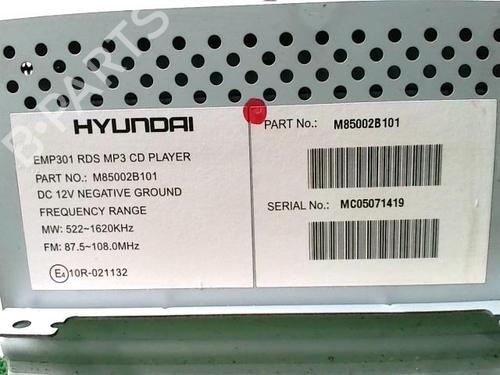 B-PARTS
HYUNDAI
EMP301 RDS MP3 CD PLAYER
PART NO.: M85002B101
DC 12V NEGATIVE GROUND
FREQUENCY RANGE
MW: 522~1620KHz
FM: 87.5~108.0MHz
E4 10R-021132
PART No.: M85002B101
SERIAL No.: MC05071419